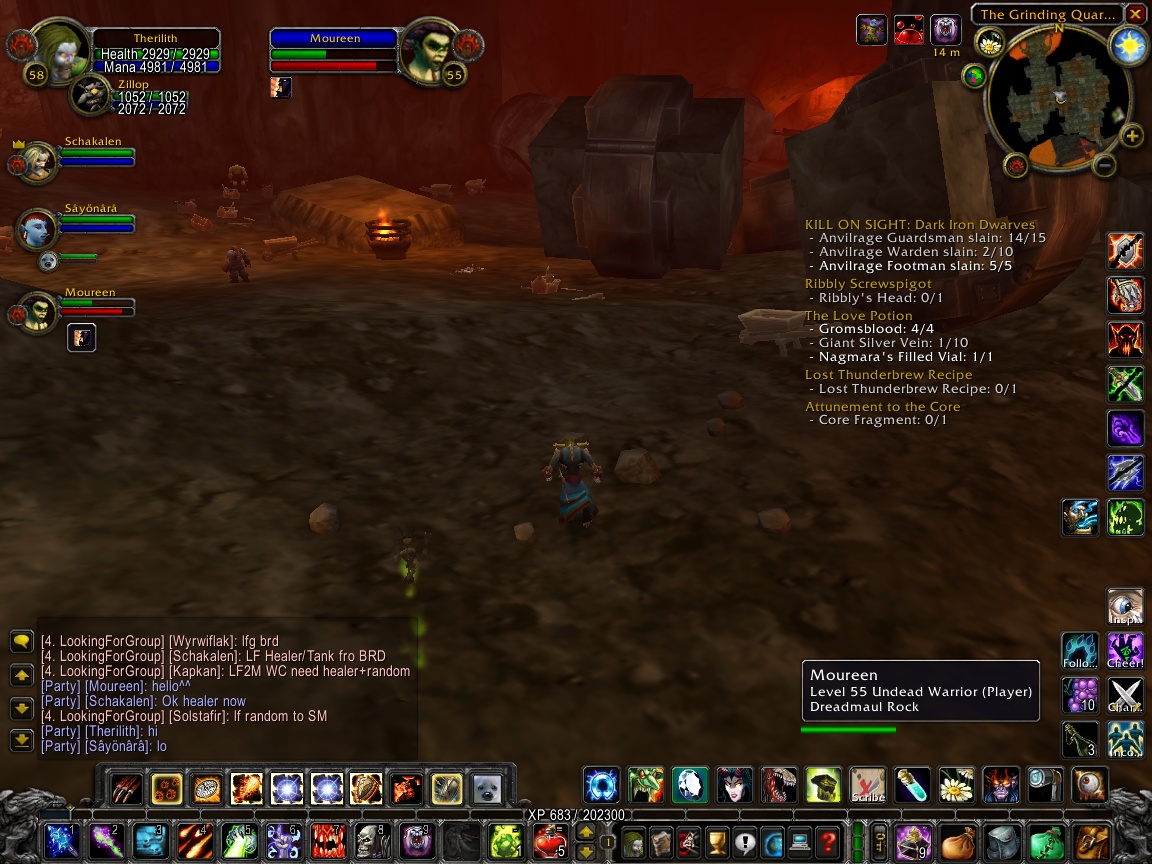 The Grinding Quar...
N
14 m
Therilith
Health 2929 / 2929
Mana 4981 / 4981
58
Zillop
1052 / 1052
2072 / 2072
Moureen
55
Schakalen
Sâyönârâ
Moureen
KILL ON SIGHT: Dark Iron Dwarves
- Anvilrage Guardsman slain: 14/15
- Anvilrage Warden slain: 2/10
- Anvilrage Footman slain: 5/5
Ribbly Screwspigot
- Ribbly's Head: 0/1
The Love Potion
- Gromsblood: 4/4
- Giant Silver Vein: 1/10
- Nagmara's Filled Vial: 1/1
Lost Thunderbrew Recipe
- Lost Thunderbrew Recipe: 0/1
Attunement to the Core
- Core Fragment: 0/1
Insp...
Follo...
Cheer!
10
Char...
3
[4. LookingForGroup] [Wyrwiflak]: lfg brd
[4. LookingForGroup] [Schakalen]: LF Healer/Tank fro BRD
[4. LookingForGroup] [Kapkan]: LF2M WC need healer+random
[Party] [Moureen]: hello^^
[Party] [Schakalen]: Ok healer now
[4. LookingForGroup] [Solstafir]: lf random to SM
[Party] [Therilith]: hi
[Party] [Sâyönârâ]: lo
Moureen
Level 55 Undead Warrior (Player)
Dreadmaul Rock
Scribe
XP 683 / 202300
1
2
3
4
5
6
7
8
9
=
5
1
9